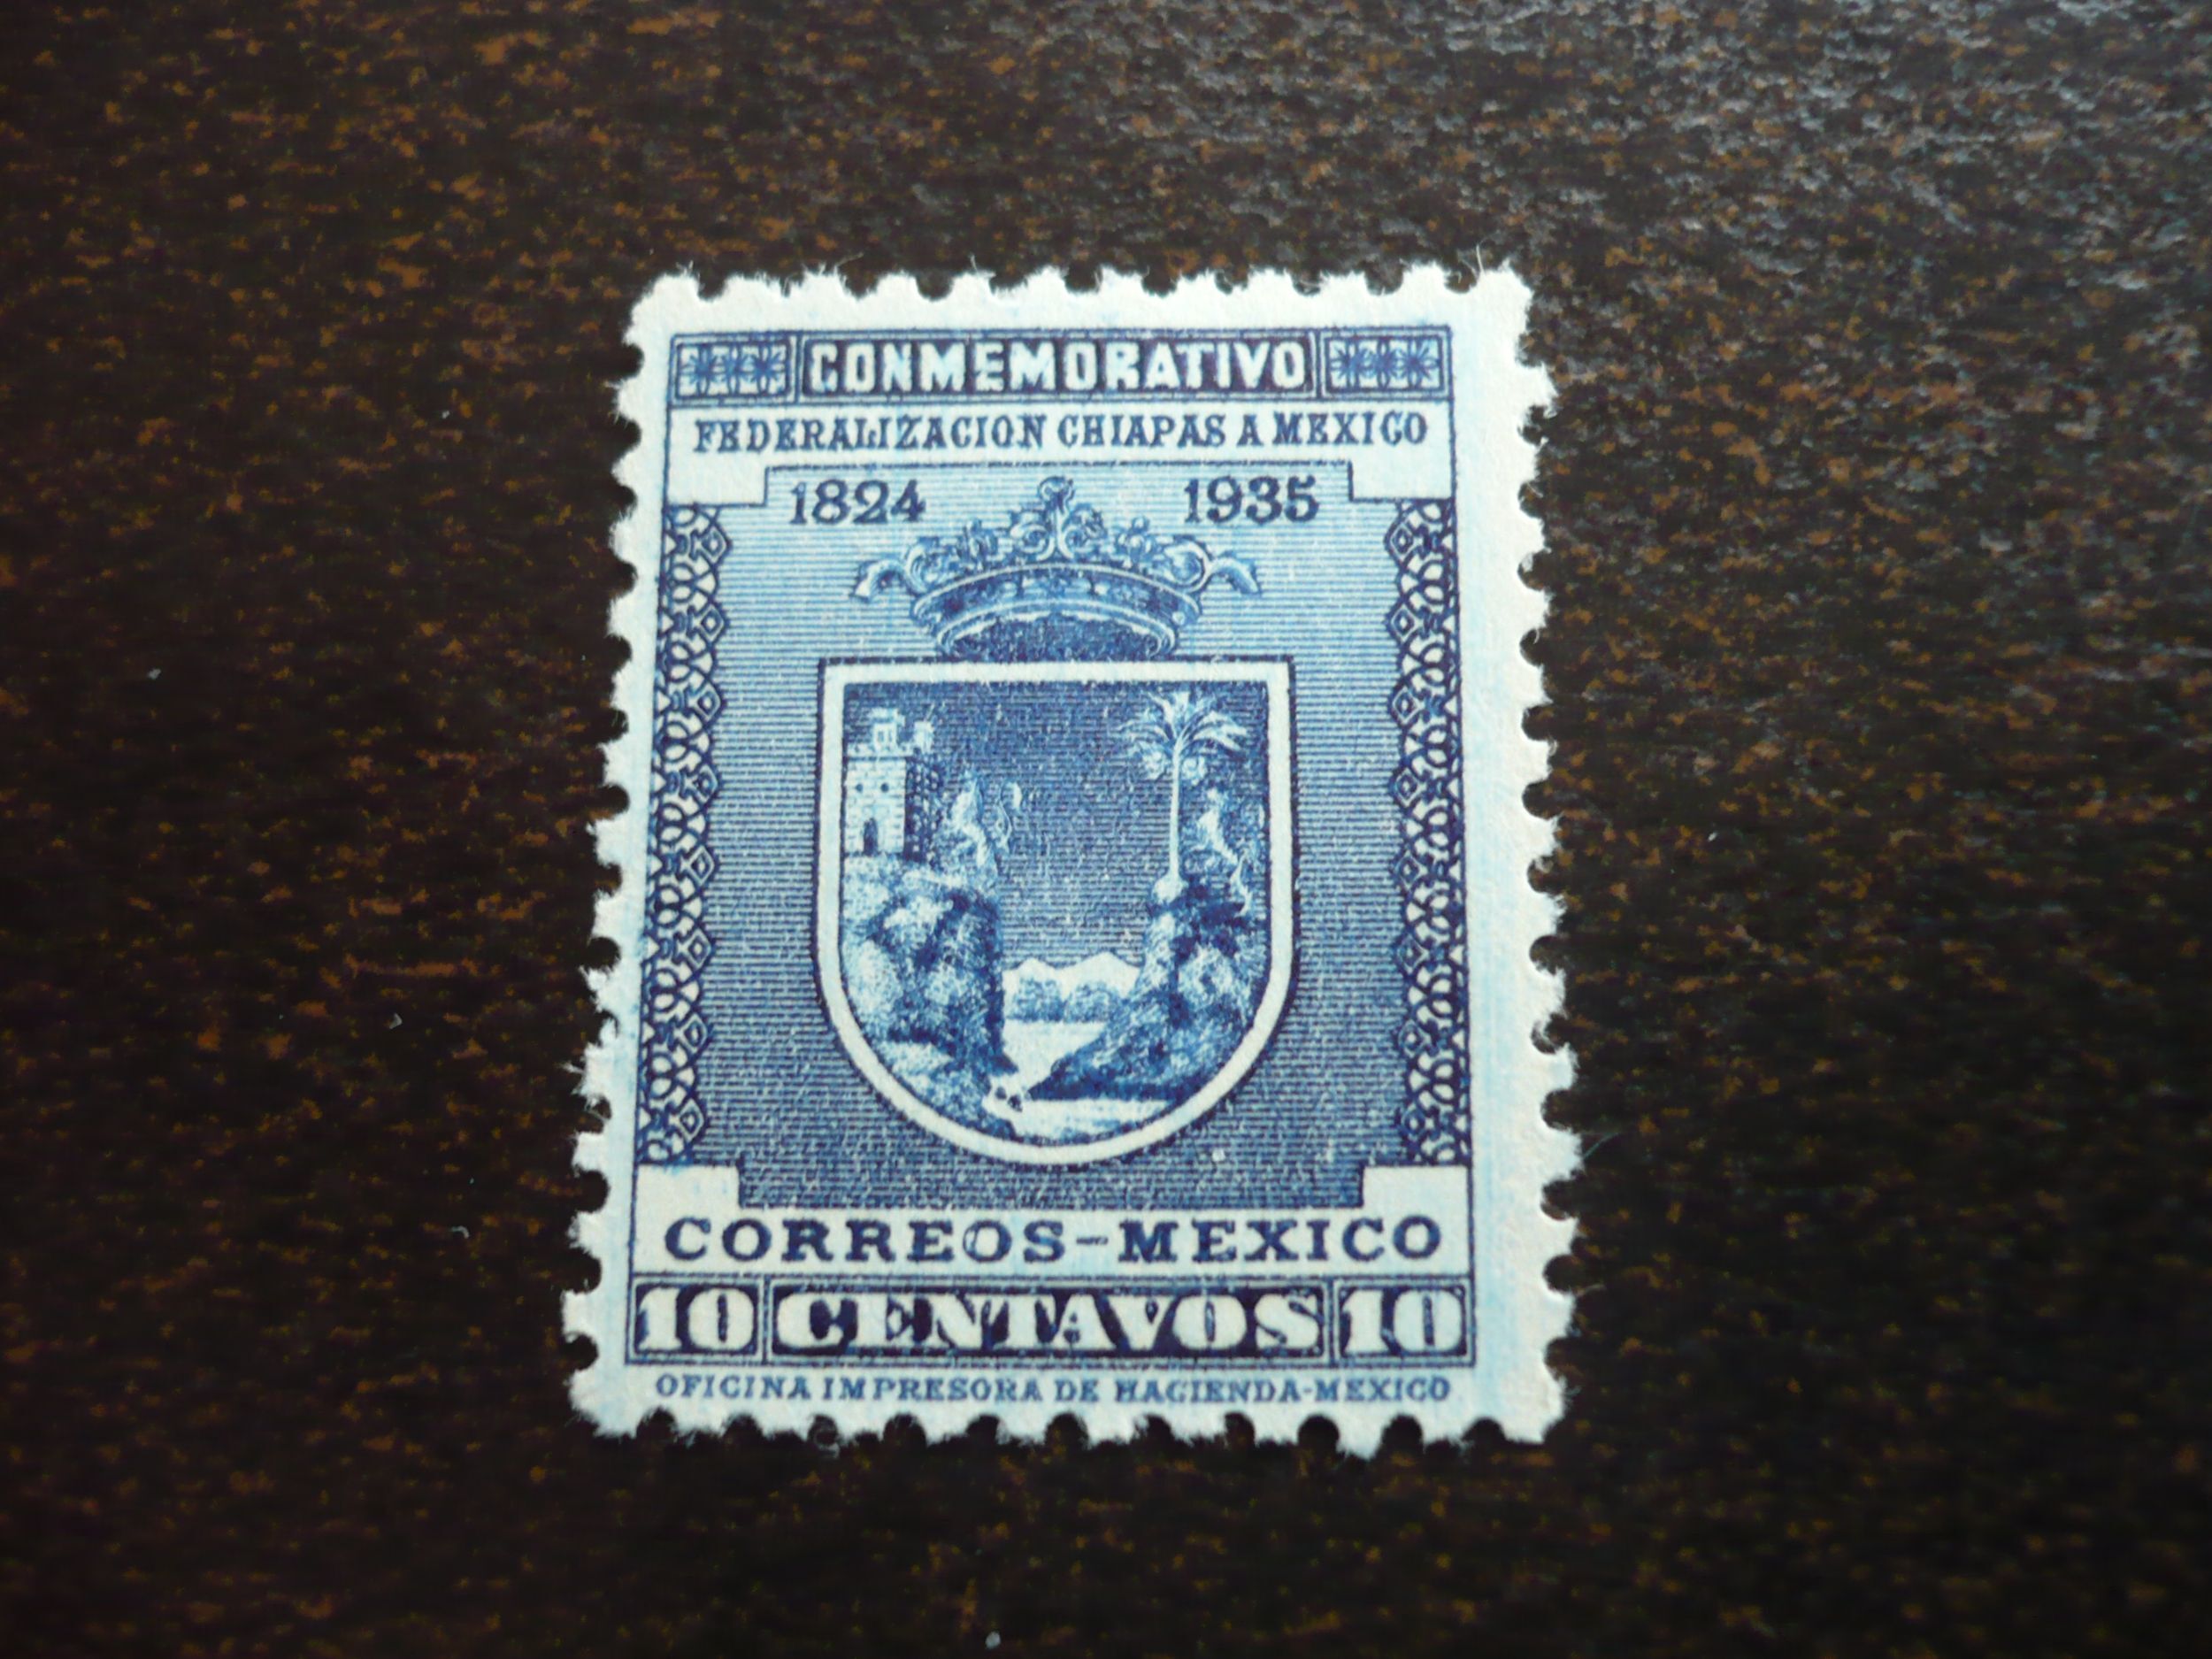 CONMEMORATIVO
FEDERALIZACION CHIAPAS A MEXICO
1824 1935
CORREOS-MEXICO
10 CENTAVOS 10
OFICINA IMPRESORA DE HACIENDA-MEXICO